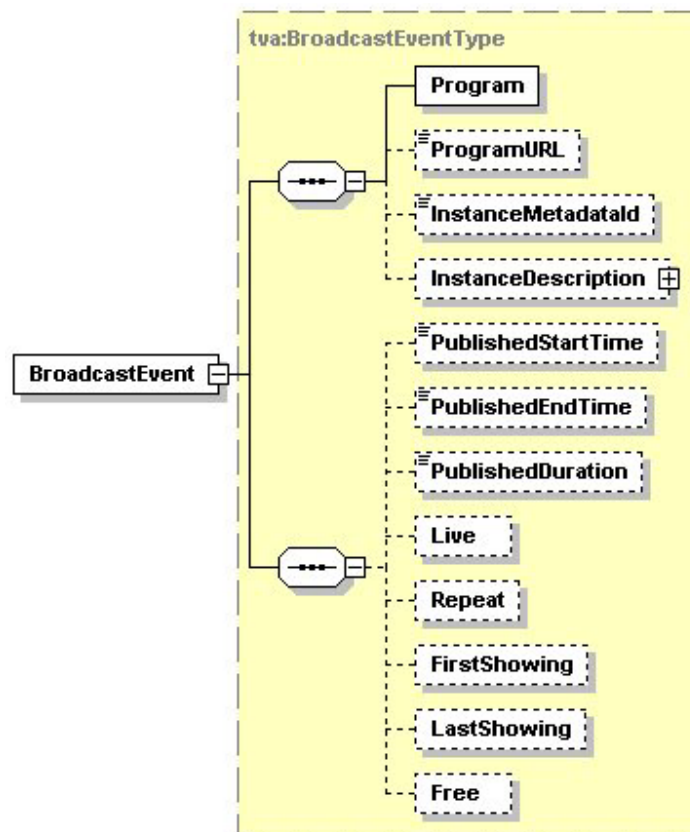 tva:BroadcastEventType
Program
ProgramURL
InstanceMetadataId
InstanceDescription
PublishedStartTime
BroadcastEvent
PublishedEndTime
PublishedDuration
Live
Repeat
FirstShowing
LastShowing
Free